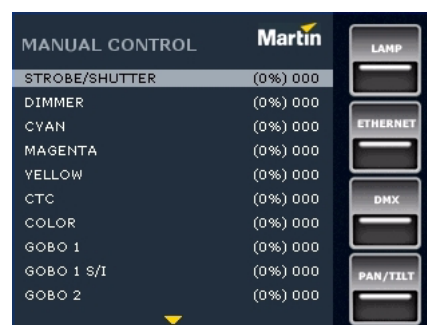 MANUAL CONTROL
Martin
STROBE/SHUTTER (0%) 000
DIMMER (0%) 000
CYAN (0%) 000
MAGENTA (0%) 000
YELLOW (0%) 000
CTC (0%) 000
COLOR (0%) 000
GOBO 1 (0%) 000
GOBO 1 S/I (0%) 000
GOBO 2 (0%) 000
LAMP
ETHERNET
DMX
PAN/TILT